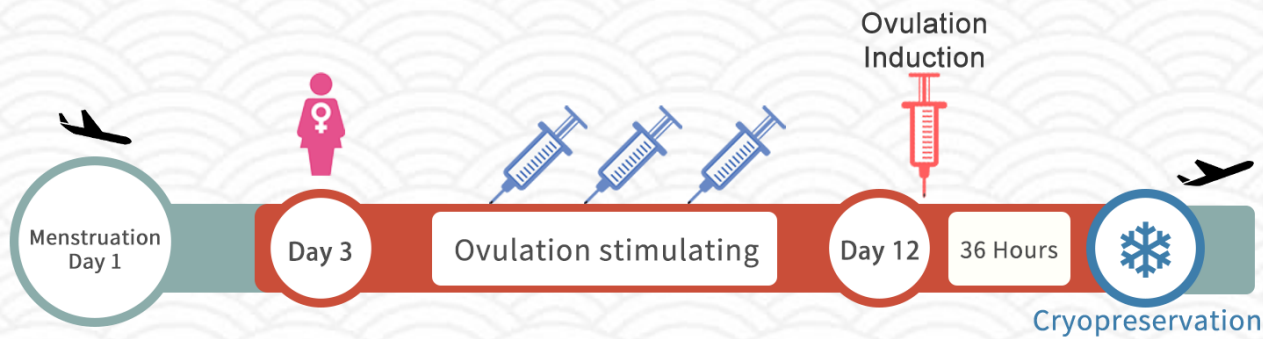 Ovulation
Induction
Menstruation
Day 1
Day 3
Ovulation stimulating
Day 12
36 Hours
Cryopreservation